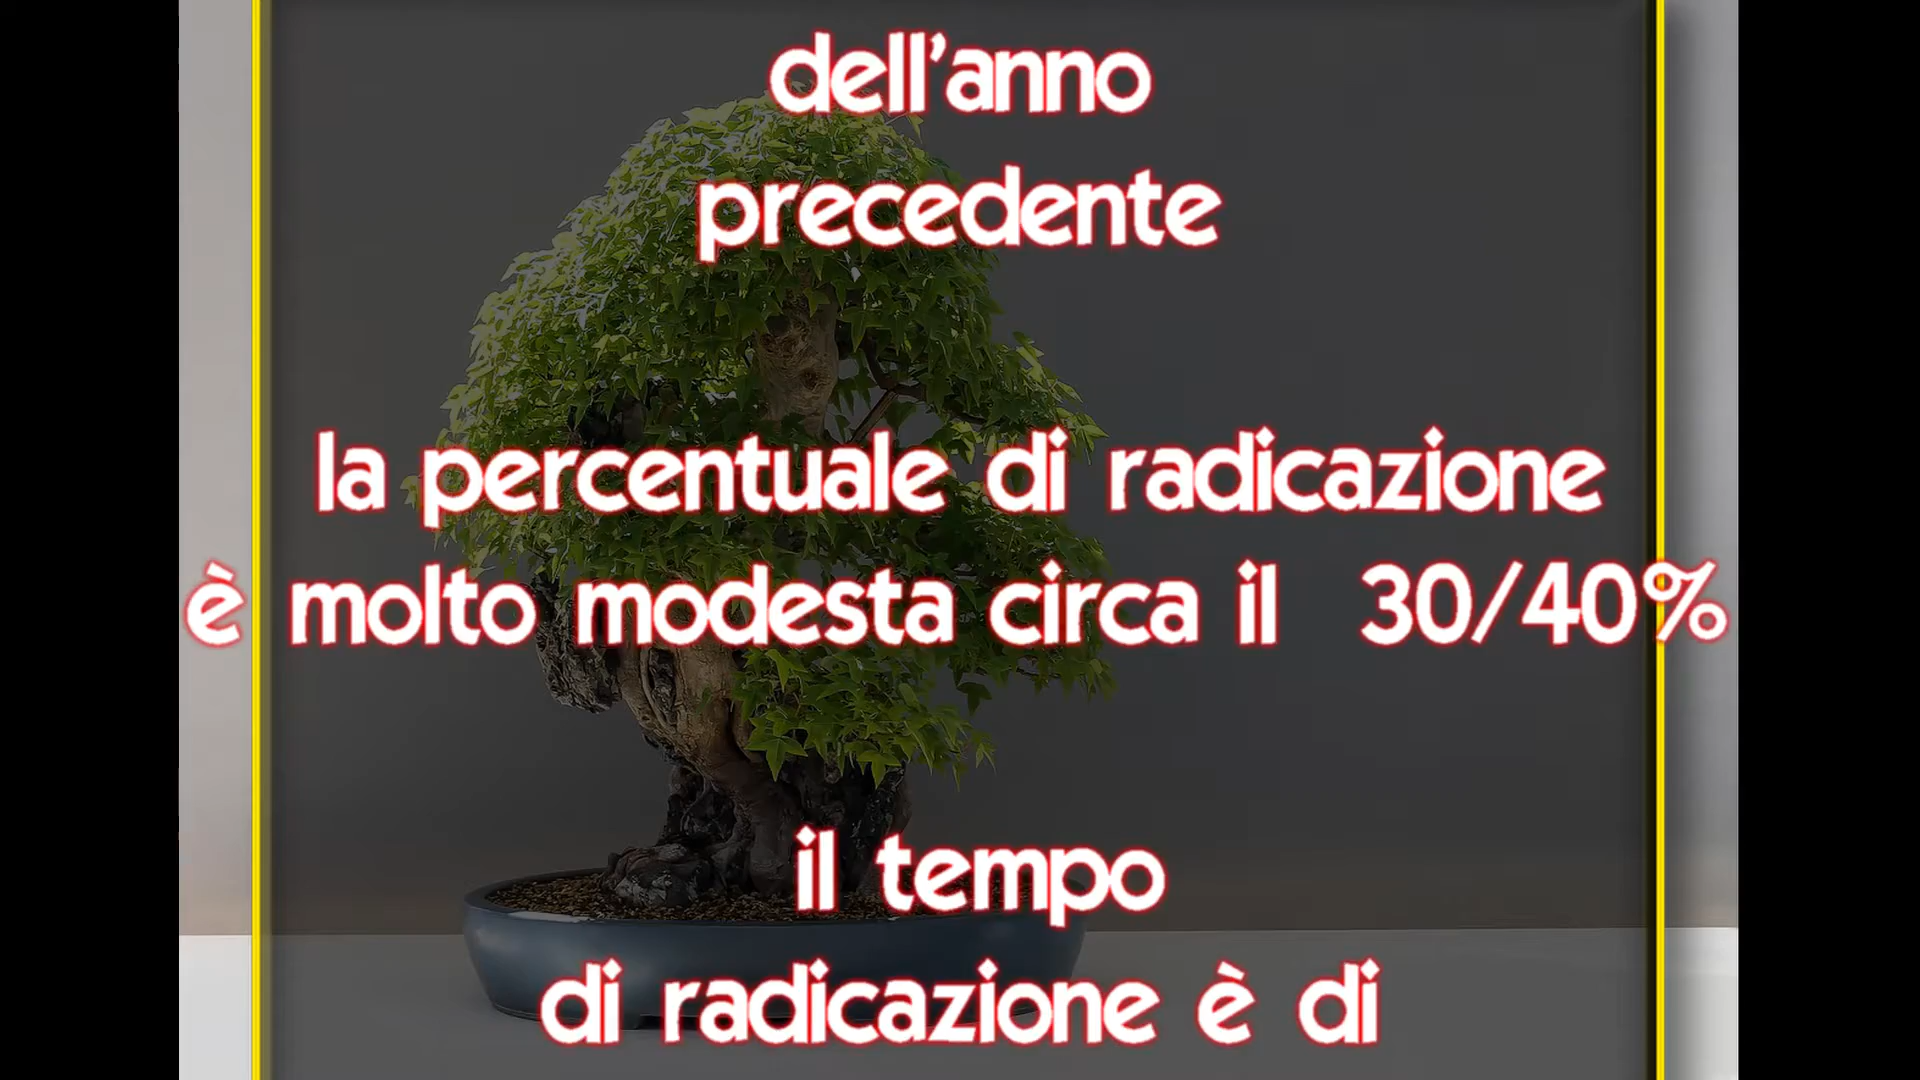 dell'anno
precedente
la percentuale di radicazione
è molto modesta circa il 30/40%
il tempo
di radicazione è di